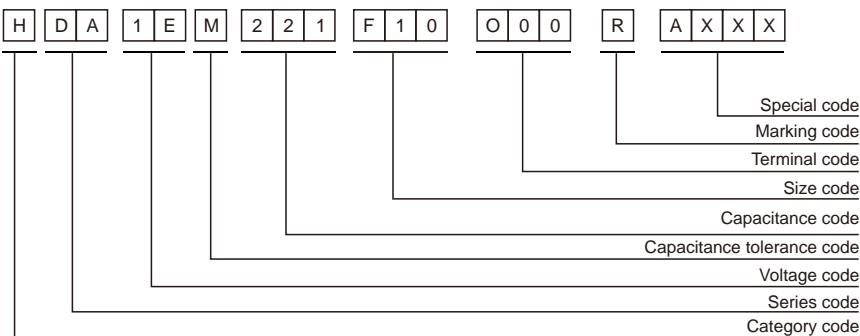 H D A 1 E M 2 2 1 F 1 0 O 0 0 R A X X X
Special code
Marking code
Terminal code
Size code
Capacitance code
Capacitance tolerance code
Voltage code
Series code
Category code